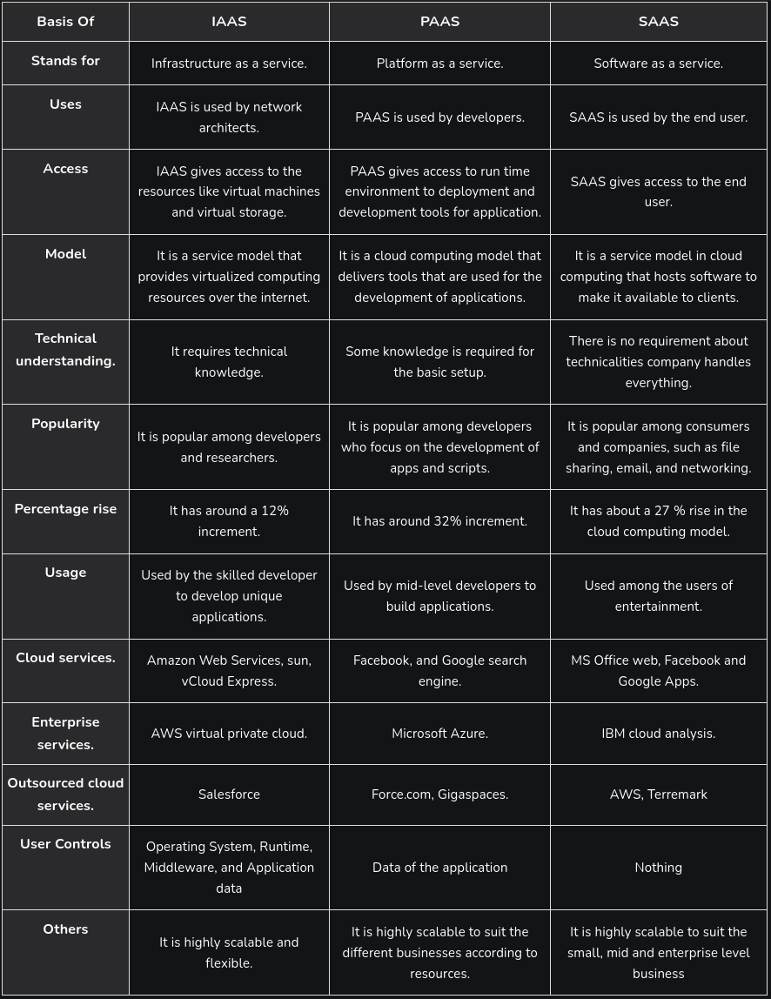 Basis Of
IAAS
PAAS
SAAS
Stands for
Infrastructure as a service.
Platform as a service.
Software as a service.
Uses
IAAS is used by network
architects.
PAAS is used by developers.
SAAS is used by the end user.
Access
IAAS gives access to the
resources like virtual machines
and virtual storage.
PAAS gives access to run time
environment to deployment and
development tools for application.
SAAS gives access to the end
user.
Model
It is a service model that
provides virtualized computing
resources over the internet.
It is a cloud computing model that
delivers tools that are used for the
development of applications.
It is a service model in cloud
computing that hosts software to
make it available to clients.
Technical
understanding.
It requires technical
knowledge.
Some knowledge is required for
the basic setup.
There is no requirement about
technicalities company handles
everything.
Popularity
It is popular among developers
and researchers.
It is popular among developers
who focus on the development of
apps and scripts.
It is popular among consumers
and companies, such as file
sharing, email, and networking.
Percentage rise
It has around a 12%
increment.
It has around 32% increment.
It has about a 27 % rise in the
cloud computing model.
Usage
Used by the skilled developer
to develop unique
applications.
Used by mid-level developers to
build applications.
Used among the users of
entertainment.
Cloud services.
Amazon Web Services, sun,
vCloud Express.
Facebook, and Google search
engine.
MS Office web, Facebook and
Google Apps.
Enterprise
services.
AWS virtual private cloud.
Microsoft Azure.
IBM cloud analysis.
Outsourced cloud
services.
Salesforce
Force.com, Gigaspaces.
AWS, Terremark
User Controls
Operating System, Runtime,
Middleware, and Application
data
Data of the application
Nothing
Others
It is highly scalable and
flexible.
It is highly scalable to suit the
different businesses according to
resources.
It is highly scalable to suit the
small, mid and enterprise level
business